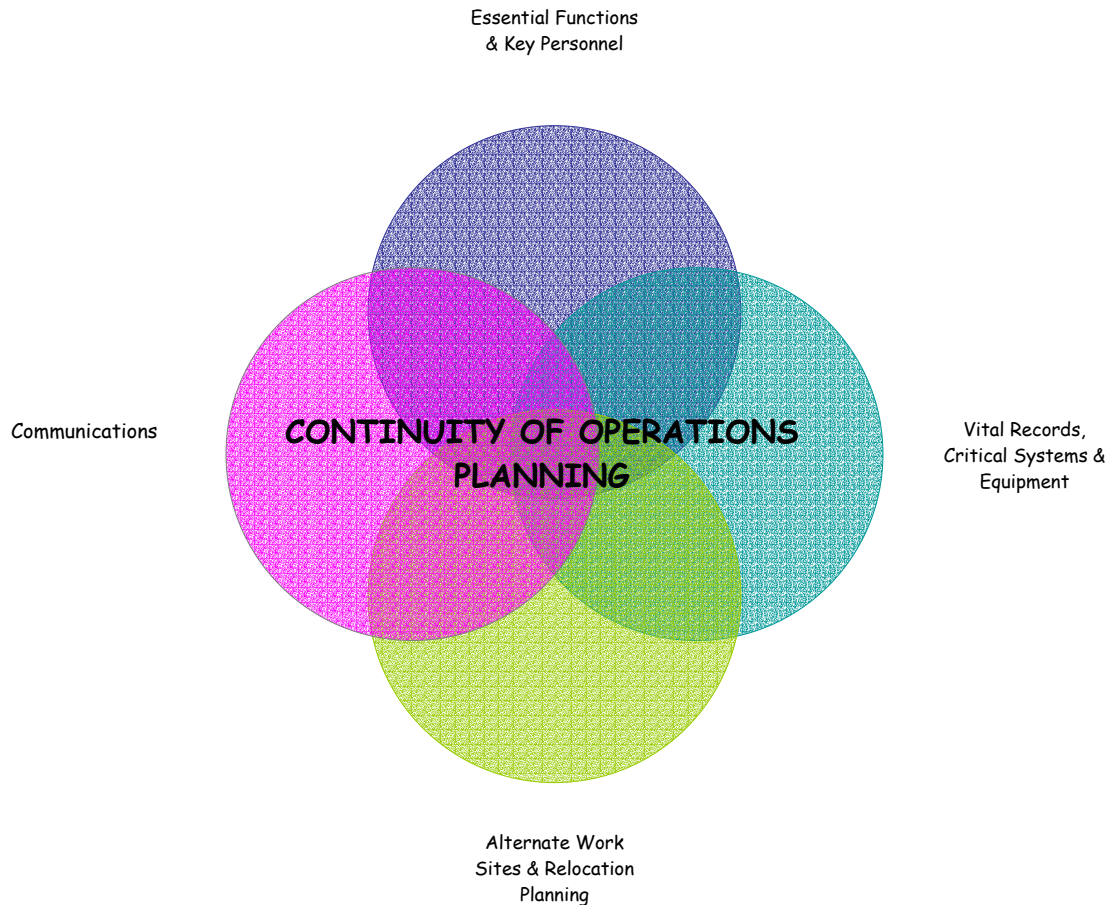 Essential Functions
& Key Personnel
Communications
CONTINUITY OF OPERATIONS
PLANNING
Vital Records,
Critical Systems &
Equipment
Alternate Work
Sites & Relocation
Planning